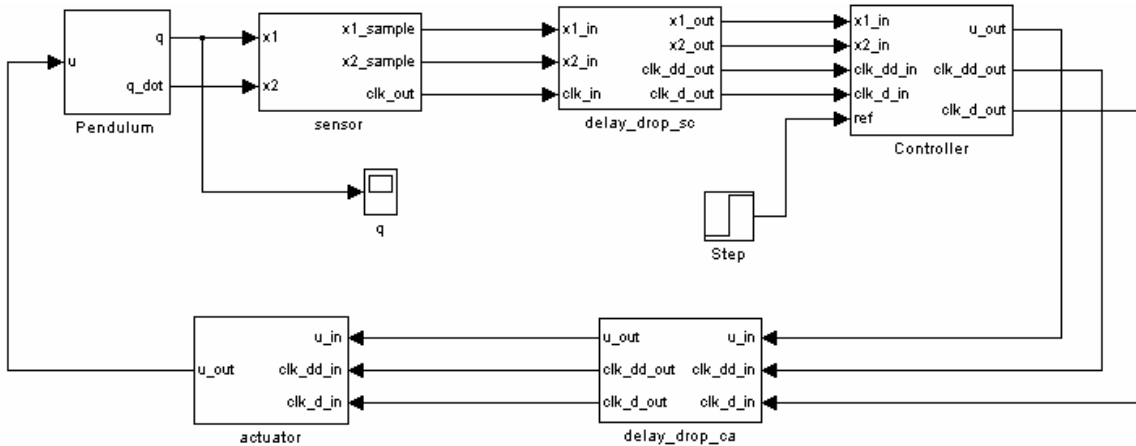 u
q
q_dot
Pendulum
x1
x2
x1_sample
x2_sample
clk_out
sensor
x1_in
x2_in
clk_in
x1_out
x2_out
clk_dd_out
clk_d_out
delay_drop_sc
x1_in
x2_in
clk_dd_in
clk_d_in
ref
u_out
clk_dd_out
clk_d_out
Controller
q
Step
u_out
u_in
clk_dd_in
clk_d_in
actuator
u_out
clk_dd_out
clk_d_out
u_in
clk_dd_in
clk_d_in
delay_drop_ca